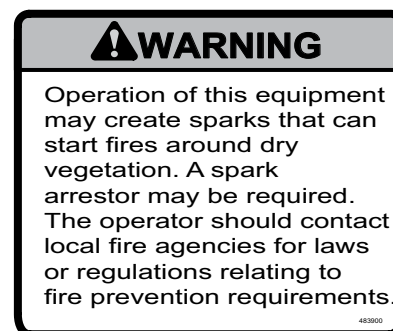 WARNING
Operation of this equipment
may create sparks that can
start fires around dry
vegetation. A spark
arrestor may be required.
The operator should contact
local fire agencies for laws
or regulations relating to
fire prevention requirements.
483900